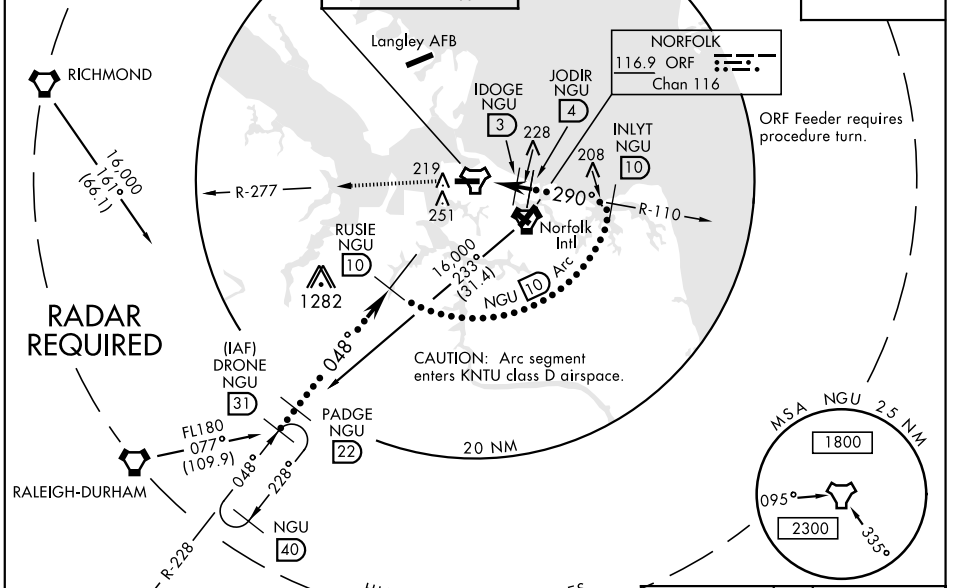 Langley AFB
NORFOLK
116.9 ORF
Chan 116
RICHMOND
IDOGE
NGU
3
JODIR
NGU
4
228
ORF Feeder requires
procedure turn.
INLYT
NGU
10
208
16,000
161°
(66.1)
219
251
R-277
290°
R-110
Norfolk
Intl
RUSIE
NGU
10
16,000
233°
(31.4)
NGU 10 Arc
1282
RADAR
REQUIRED
048°
(IAF)
DRONE
NGU
31
CAUTION: Arc segment
enters KNTU class D airspace.
PADGE
NGU
22
20 NM
FL180
077°
(109.9)
RALEIGH-DURHAM
048°
228°
NGU
40
R-228
MSA NGU 25 NM
1800
095°
2300
335°